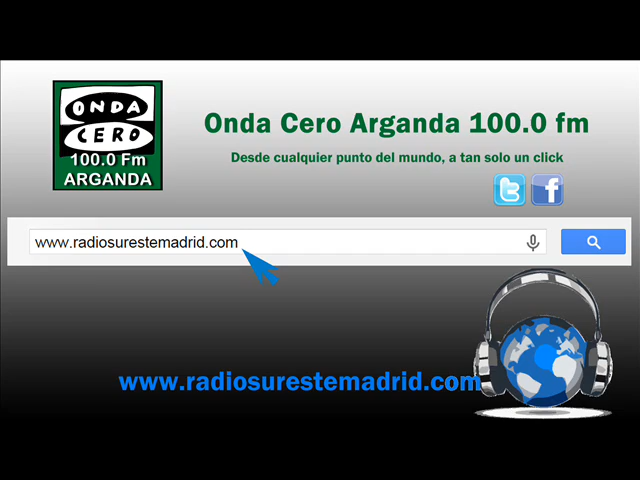 ONDA
CERO
100.0 Fm
ARGANDA
Onda Cero Arganda 100.0 fm
Desde cualquier punto del mundo, a tan solo un click
www.radiosurestemadrid.com
www.radiosurestemadrid.com